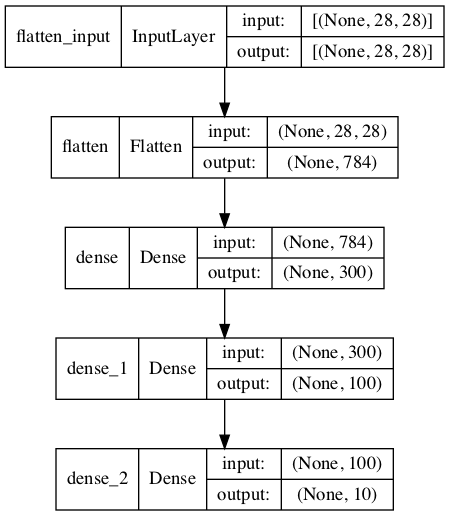 flatten_input InputLayer input: [(None, 28, 28)]
output: [(None, 28, 28)]
flatten Flatten input: (None, 28, 28)
output: (None, 784)
dense Dense input: (None, 784)
output: (None, 300)
dense_1 Dense input: (None, 300)
output: (None, 100)
dense_2 Dense input: (None, 100)
output: (None, 10)